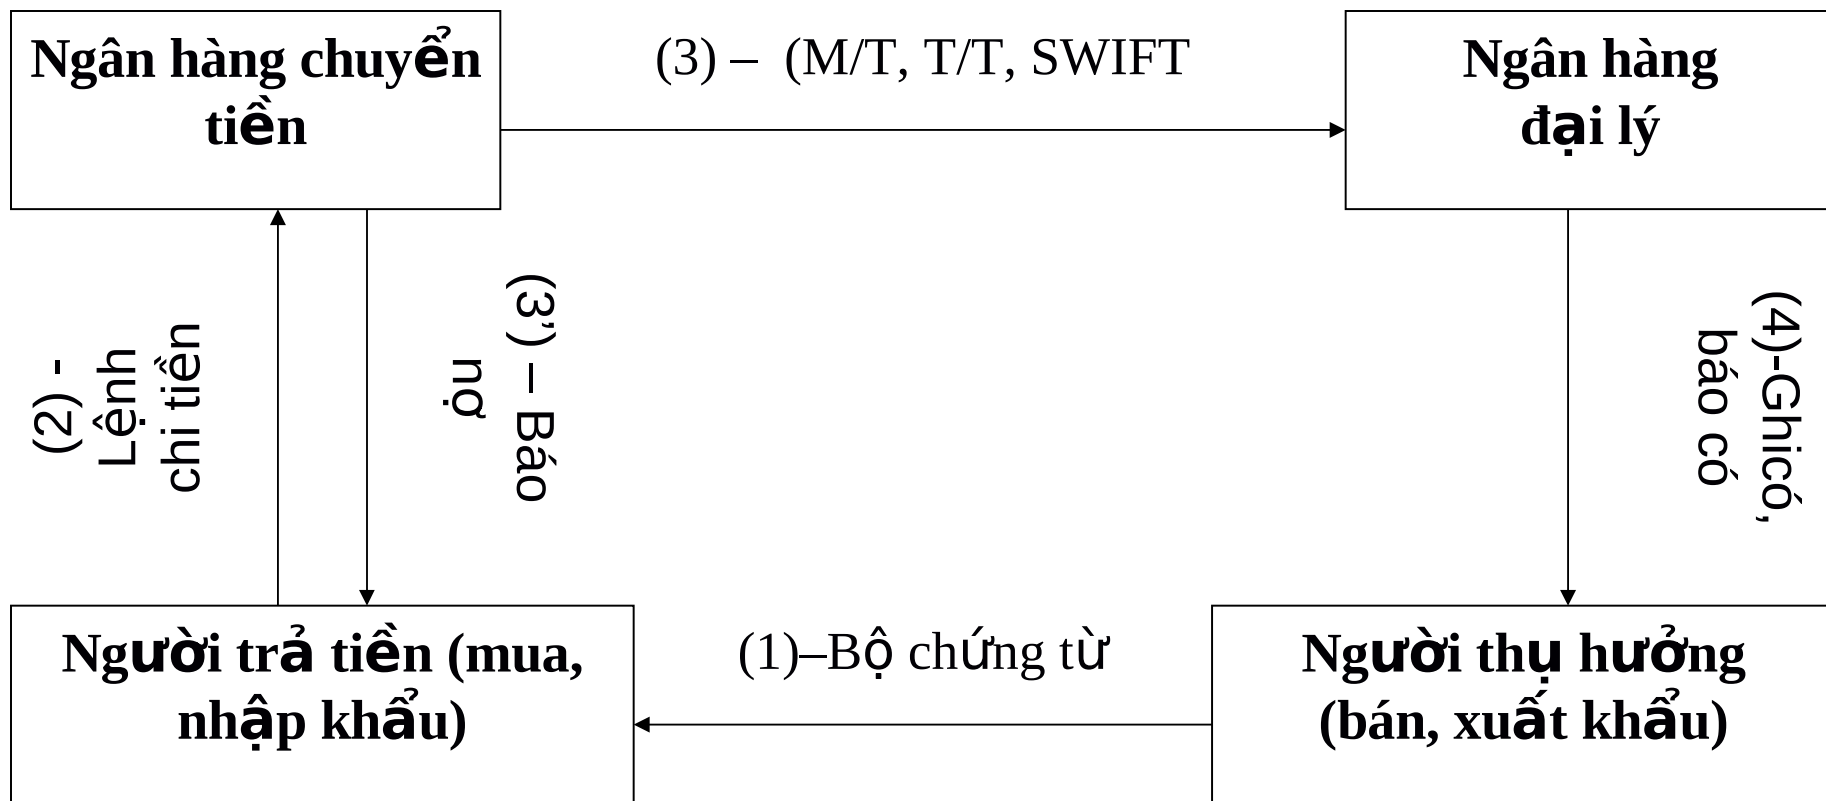 Ngân hàng chuyển
tiền
(3) – (M/T, T/T, SWIFT
Ngân hàng
đại lý
(2) -
Lệnh
chi tiền
(3’) – Báo
nợ
(4)-Ghicó,
báo có
Người trả tiền (mua,
nhập khẩu)
(1)–Bộ chứng từ
Người thụ hưởng
(bán, xuất khẩu)